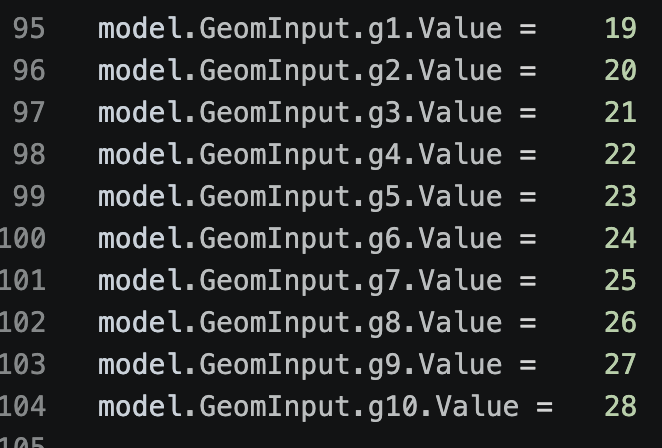 95 model.GeomInput.g1.Value = 19
96 model.GeomInput.g2.Value = 20
97 model.GeomInput.g3.Value = 21
98 model.GeomInput.g4.Value = 22
99 model.GeomInput.g5.Value = 23
100 model.GeomInput.g6.Value = 24
101 model.GeomInput.g7.Value = 25
102 model.GeomInput.g8.Value = 26
103 model.GeomInput.g9.Value = 27
104 model.GeomInput.g10.Value = 28
105